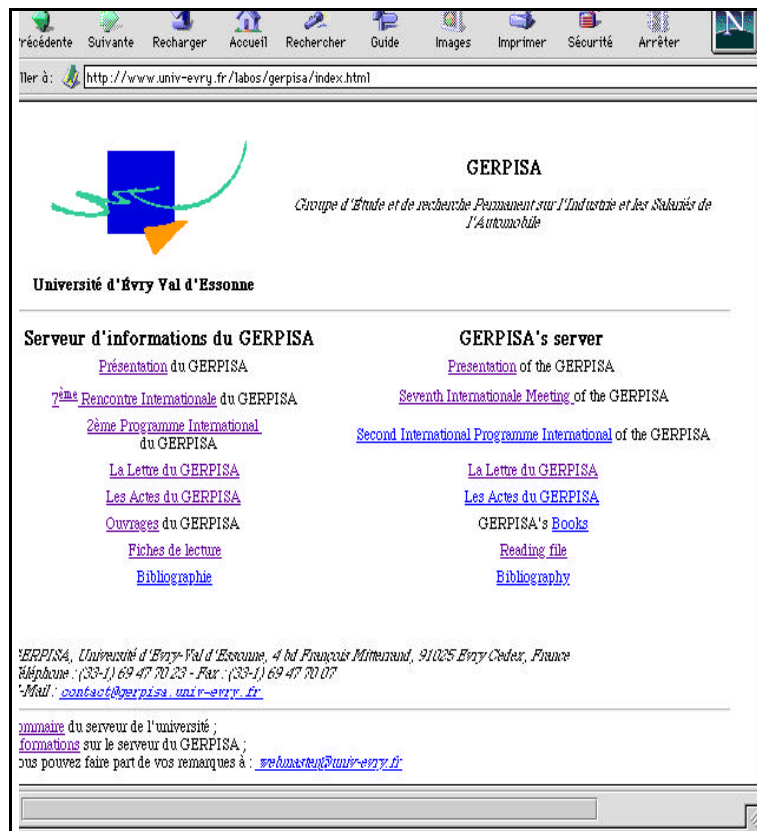 Précédente Suivante Recharger Accueil Rechercher Guide Images Imprimer Sécurité Arrêter N
ller à: http://www.univ-evry.fr/labos/gerpisa/index.html
GERPISA
Groupe d'Étude et de recherche Permanent sur l'Industrie et les Salariés de
l'Automobile
Université d'Évry Val d'Essonne
Serveur d'informations du GERPISA
Présentation du GERPISA
7ème Rencontre Internationale du GERPISA
2ème Programme International
du GERPISA
La Lettre du GERPISA
Les Actes du GERPISA
Ouvrages du GERPISA
Fiches de lecture
Bibliographie
GERPISA's server
Presentation of the GERPISA
Seventh Internationale Meeting of the GERPISA
Second International Programme International of the GERPISA
La Lettre du GERPISA
Les Actes du GERPISA
GERPISA's Books
Reading file
Bibliography
GERPISA, Université d'Evry-Val d'Essonne, 4 bd François Mitterrand, 91025 Evry Cedex, France
Téléphone : (33-1) 69 47 70 23 - Fax : (33-1) 69 47 70 07
E-Mail : contact@gerpisa.univ-evry.fr
ommaire du serveur de l'université ;
formations sur le serveur du GERPISA ;
ous pouvez faire part de vos remarques à : webmaster@univ-evry.fr